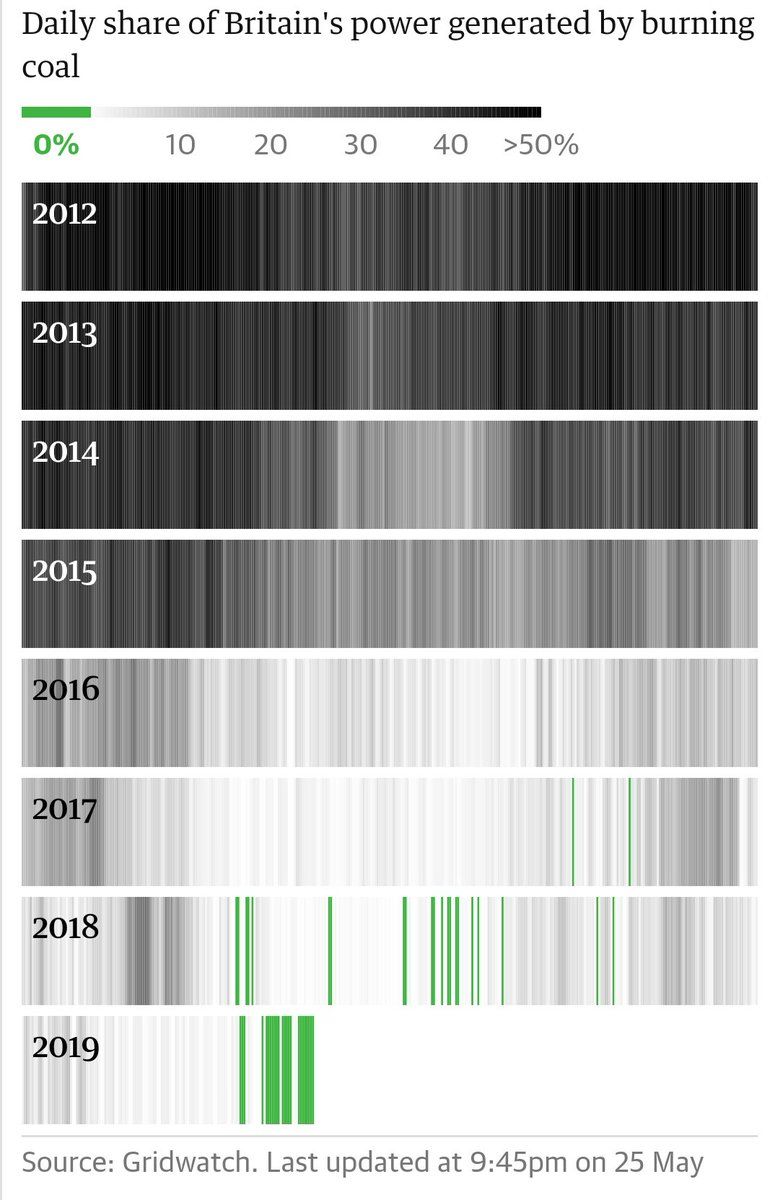 Daily share of Britain's power generated by burning
coal
0% 10 20 30 40 >50%
2012
2013
2014
2015
2016
2017
2018
2019
Source: Gridwatch. Last updated at 9:45pm on 25 May